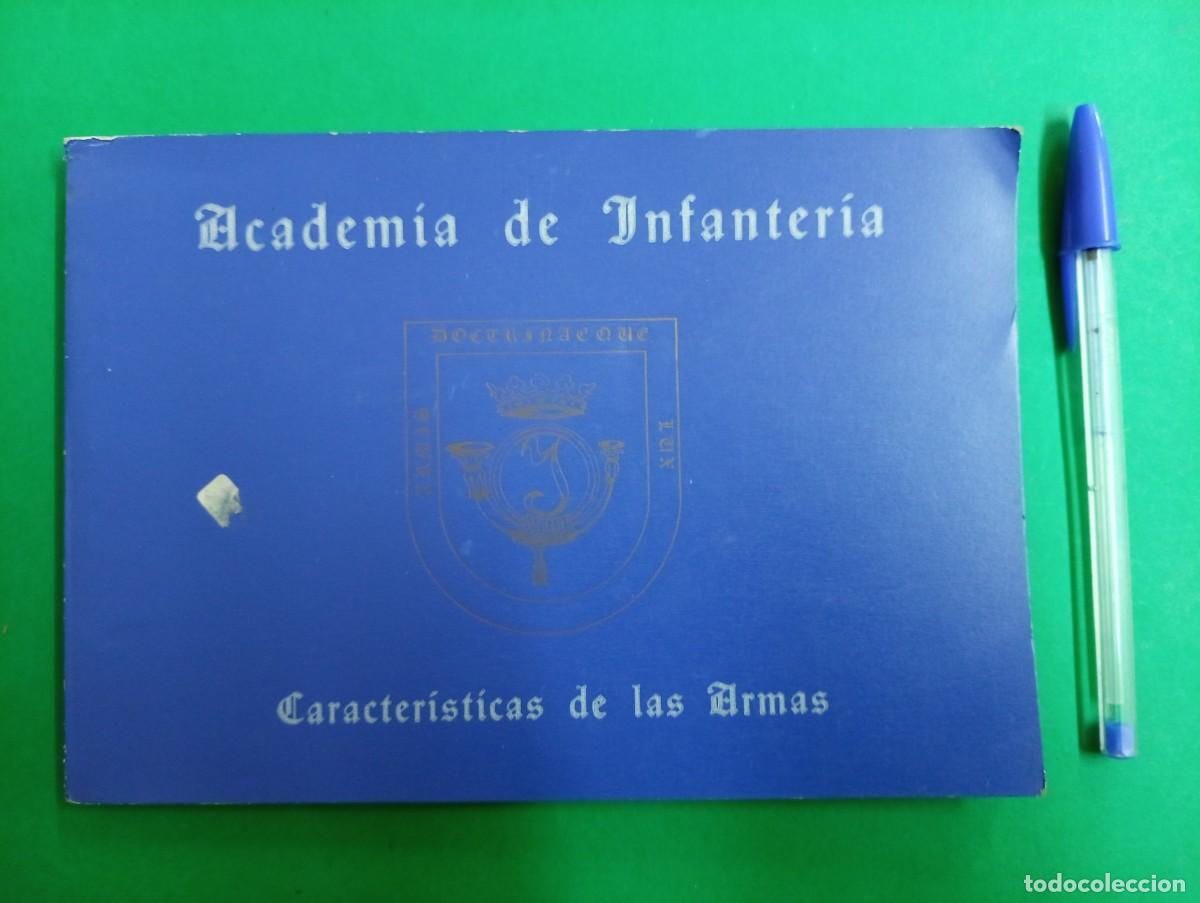 Academia de Infantería
DOCTRINAEQUE
ARMIS
LUX
J
Características de las Armas
todocoleccion